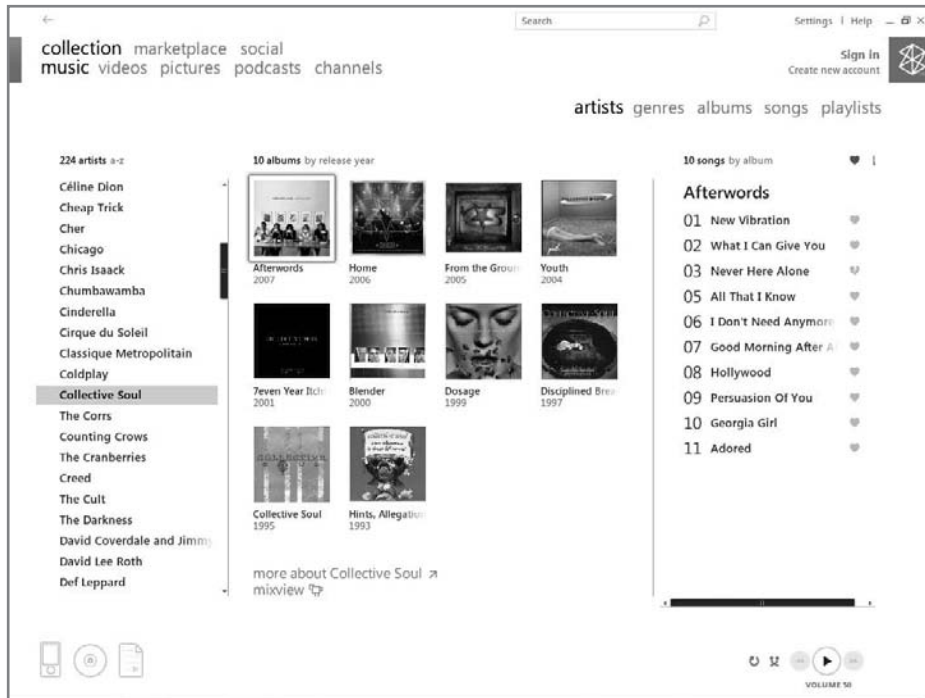 Search
Settings | Help
collection marketplace social
music videos pictures podcasts channels
Sign in
Create new account
artists genres albums songs playlists
224 artists a-z
Céline Dion
Cheap Trick
Cher
Chicago
Chris Isaack
Chumbawamba
Cinderella
Cirque du Soleil
Classique Metropolitain
Coldplay
Collective Soul
The Corrs
Counting Crows
The Cranberries
Creed
The Cult
The Darkness
David Coverdale and Jimmy
David Lee Roth
Def Leppard
10 albums by release year
Afterwords
2007
Home
2006
From the Groun
2005
Youth
2004
7even Year Itch
2001
Blender
2000
Dosage
1999
COLLECTIVE SOUL
Disciplined Brea
1997
COLLECTIVE
Collective Soul
1995
Hints, Allegation
1993
more about Collective Soul
mixview
10 songs by album
Afterwords
01 New Vibration
02 What I Can Give You
03 Never Here Alone
05 All That I Know
06 I Don't Need Anymore
07 Good Morning After A
08 Hollywood
09 Persuasion Of You
10 Georgia Girl
11 Adored
VOLUME 50